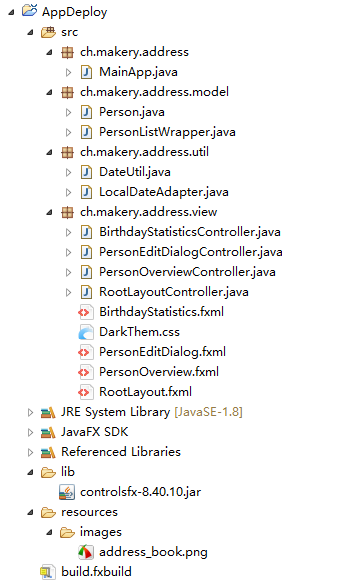 AppDeploy
src
ch.makery.address
MainApp.java
ch.makery.address.model
Person.java
PersonListWrapper.java
ch.makery.address.util
DateUtil.java
LocalDateAdapter.java
ch.makery.address.view
BirthdayStatisticsController.java
PersonEditDialogController.java
PersonOverviewController.java
RootLayoutController.java
BirthdayStatistics.fxml
DarkThem.css
PersonEditDialog.fxml
PersonOverview.fxml
RootLayout.fxml
JRE System Library [JavaSE-1.8]
JavaFX SDK
Referenced Libraries
lib
controlsfx-8.40.10.jar
resources
images
address_book.png
build.fxbuild